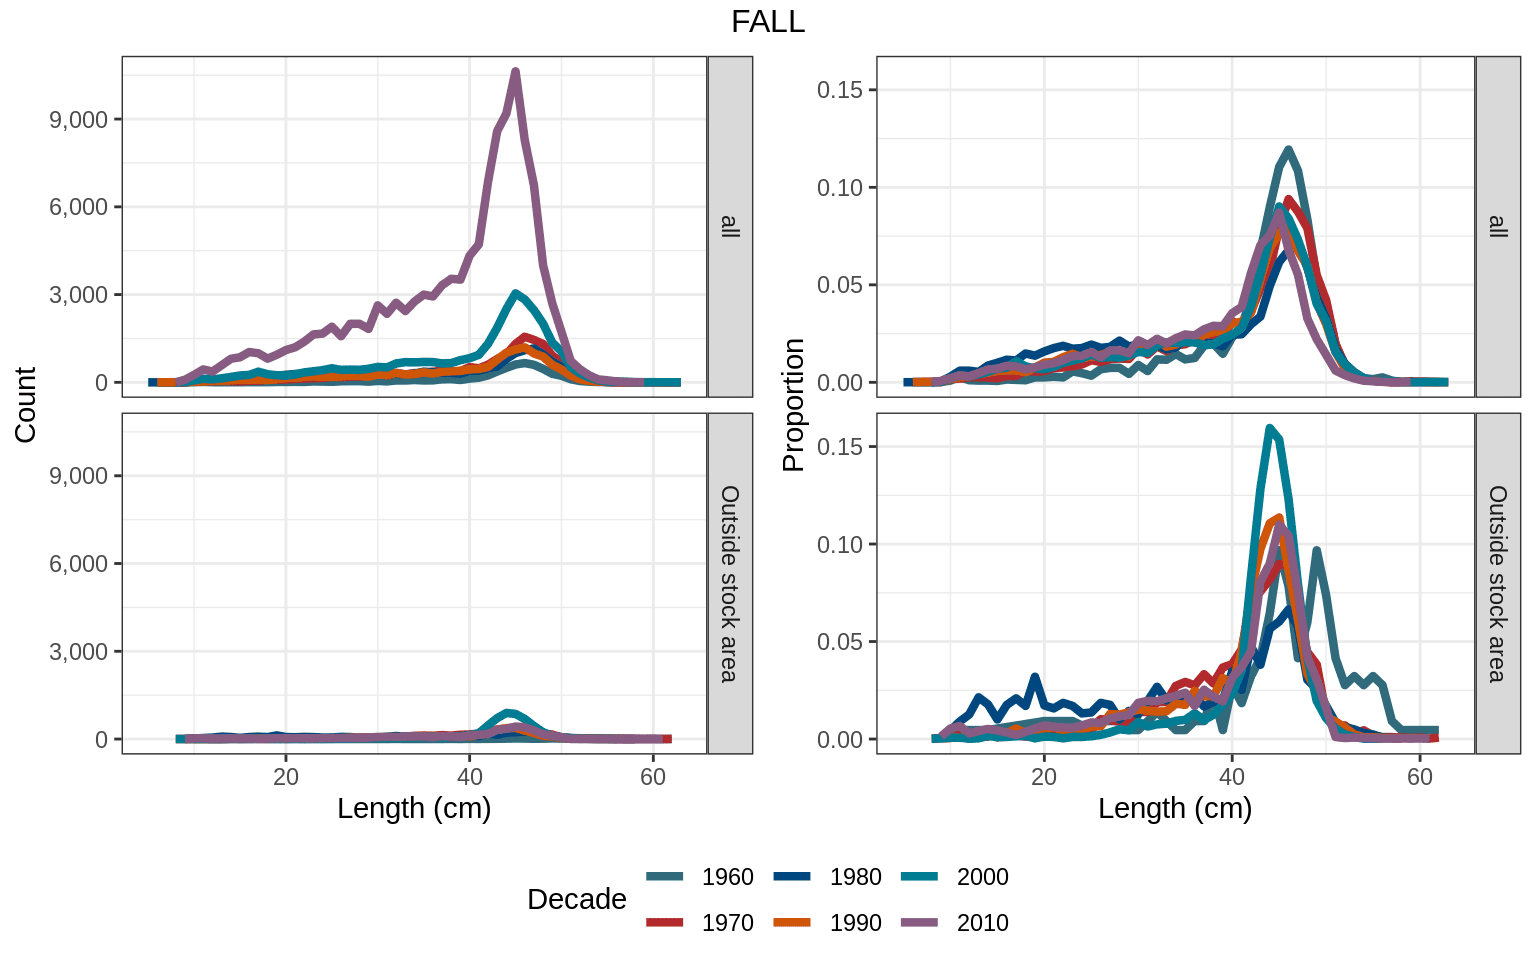 FALL
Count
9,000
6,000
3,000
0
all
9,000
6,000
3,000
0
Outside stock area
20
40
60
Length (cm)
Proportion
0.15
0.10
0.05
0.00
all
0.15
0.10
0.05
0.00
Outside stock area
20
40
60
Length (cm)
Decade
1960
1980
2000
1970
1990
2010